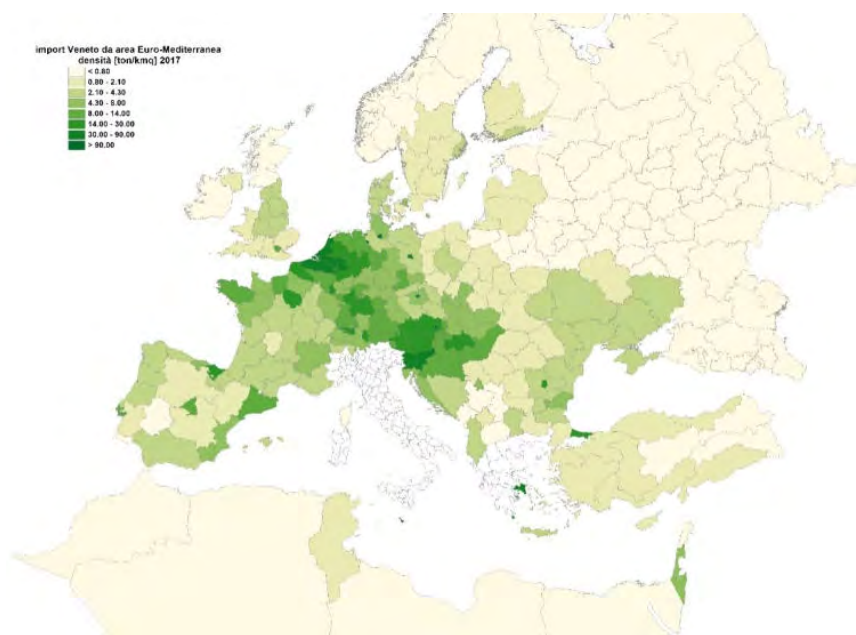 import Veneto da area Euro-Mediterranea
densità [ton/kmq] 2017
< 0.80
0.80 - 2.10
2.10 - 4.30
4.30 - 8.00
8.00 - 14.00
14.00 - 30.00
30.00 - 90.00
> 90.00